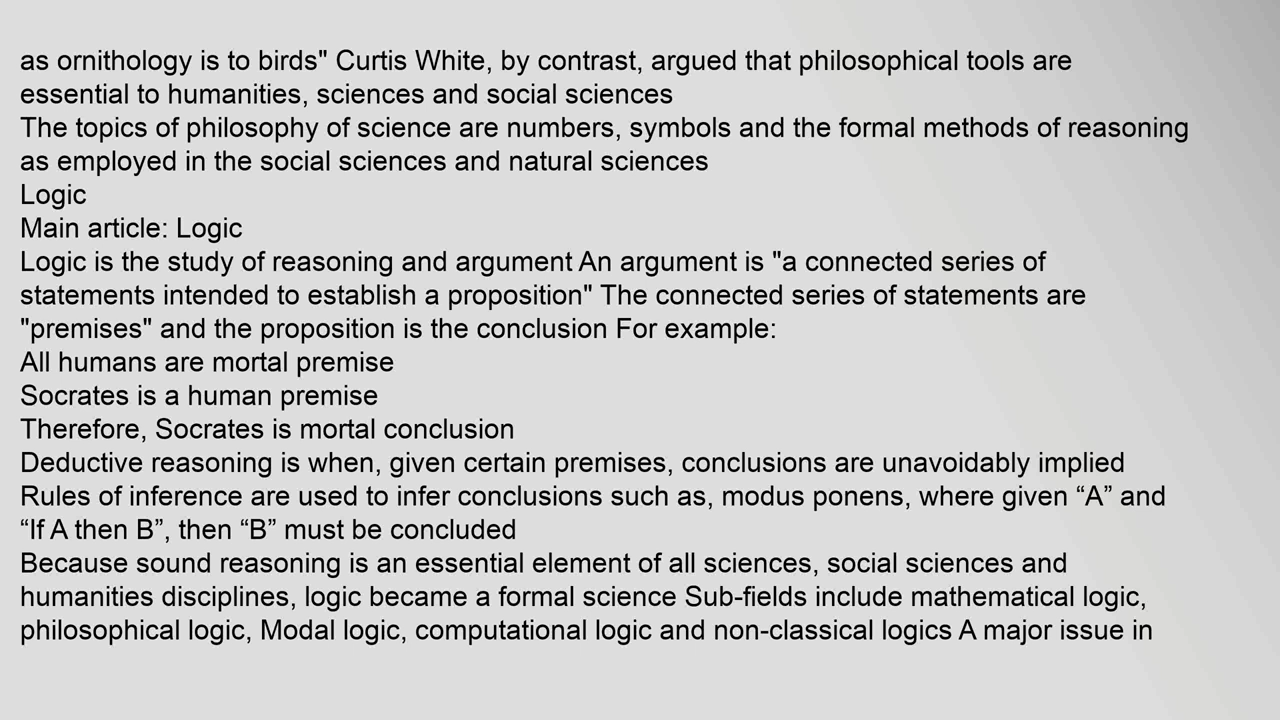 as ornithology is to birds" Curtis White, by contrast, argued that philosophical tools are
essential to humanities, sciences and social sciences
The topics of philosophy of science are numbers, symbols and the formal methods of reasoning
as employed in the social sciences and natural sciences
Logic
Main article: Logic
Logic is the study of reasoning and argument An argument is "a connected series of
statements intended to establish a proposition" The connected series of statements are
"premises" and the proposition is the conclusion For example:
All humans are mortal premise
Socrates is a human premise
Therefore, Socrates is mortal conclusion
Deductive reasoning is when, given certain premises, conclusions are unavoidably implied
Rules of inference are used to infer conclusions such as, modus ponens, where given “A” and
“If A then B”, then “B” must be concluded
Because sound reasoning is an essential element of all sciences, social sciences and
humanities disciplines, logic became a formal science Sub-fields include mathematical logic,
philosophical logic, Modal logic, computational logic and non-classical logics A major issue in